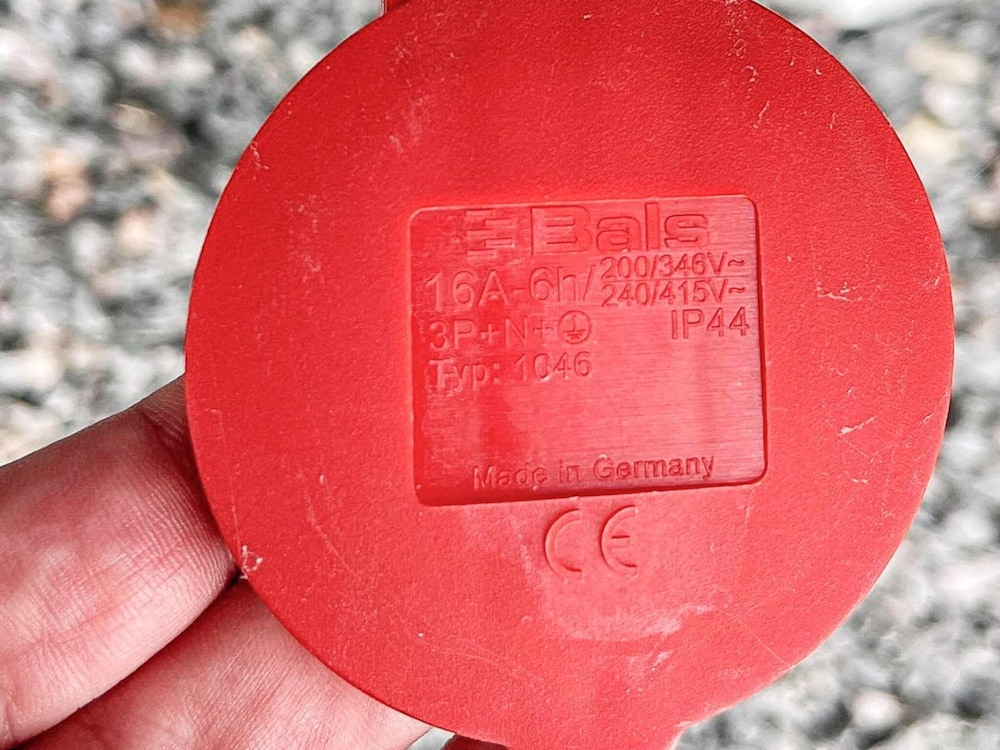 Bals
16A-6h/ 200/346V~
240/415V~
3P+N+⏚ IP44
Typ: 1046
Made in Germany
CE